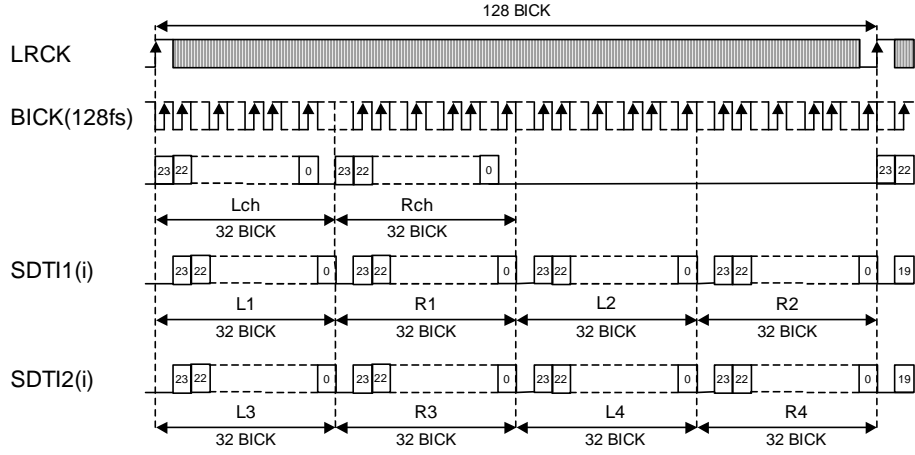 128 BICK
LRCK
BICK(128fs)
23 22 0 23 22 0 23 22
Lch Rch
32 BICK 32 BICK
SDTI1(i)
23 22 0 23 22 0 23 22 0 23 22 0 19
L1 R1 L2 R2
32 BICK 32 BICK 32 BICK 32 BICK
SDTI2(i)
23 22 0 23 22 0 23 22 0 23 22 0 19
L3 R3 L4 R4
32 BICK 32 BICK 32 BICK 32 BICK